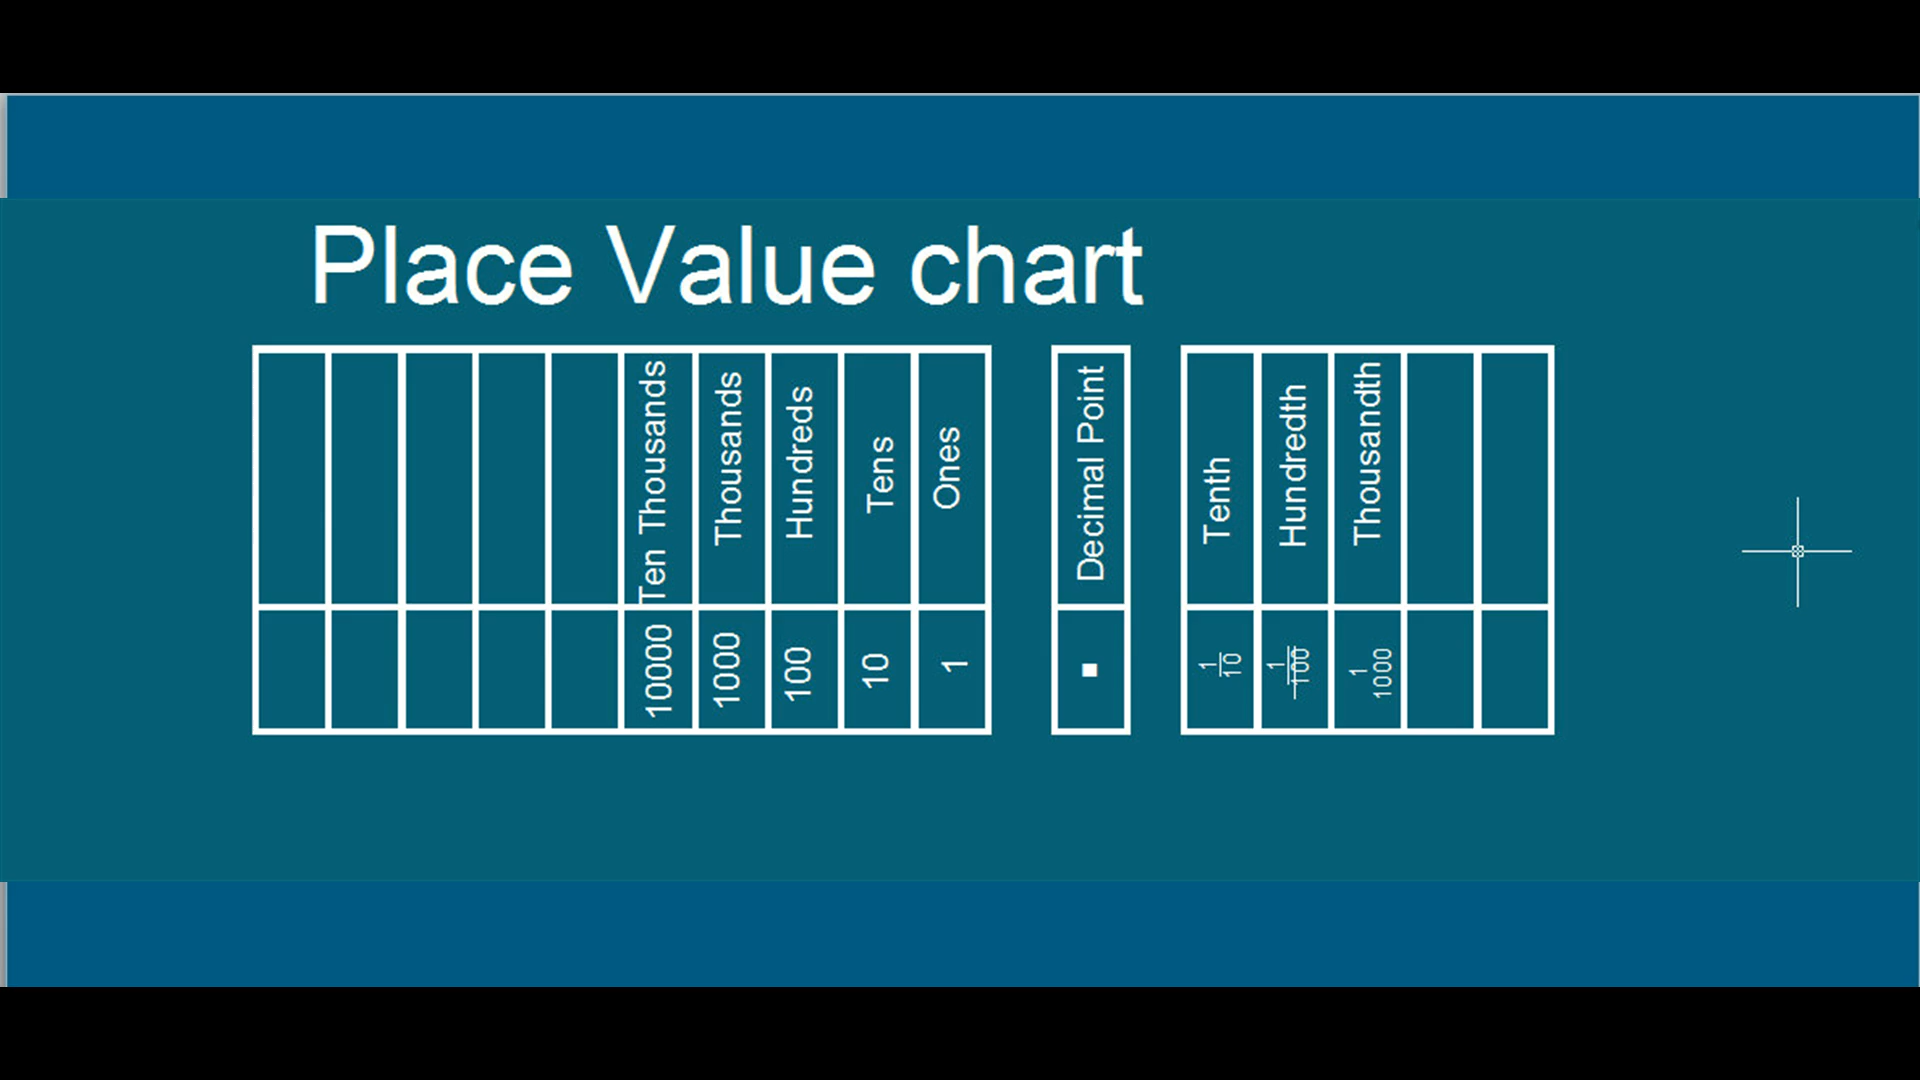 Place Value chart
Ten Thousands
Thousands
Hundreds
Tens
Ones
Decimal Point
Tenth
Hundredth
Thousandth
10000
1000
100
10
1
.
1/10
1/100
1
1000